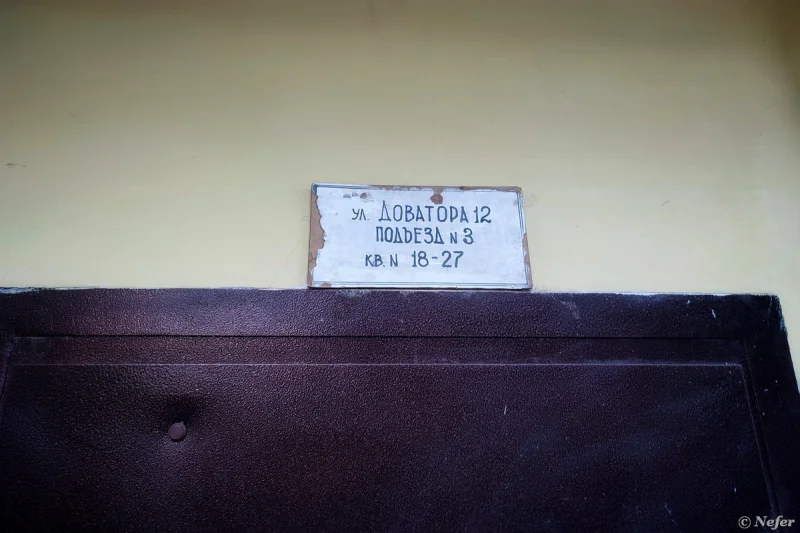 ул. ДОВАТОРА 12
ПОДЪЕЗД N 3
КВ. N 18-27
© Nefer